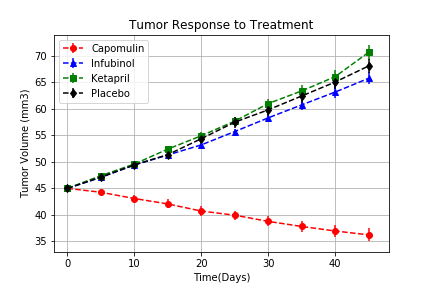 Tumor Response to Treatment
Capomulin
Infubinol
Ketapril
Placebo
Tumor Volume (mm3)
70
65
60
55
50
45
40
35
0
10
20
30
40
Time(Days)